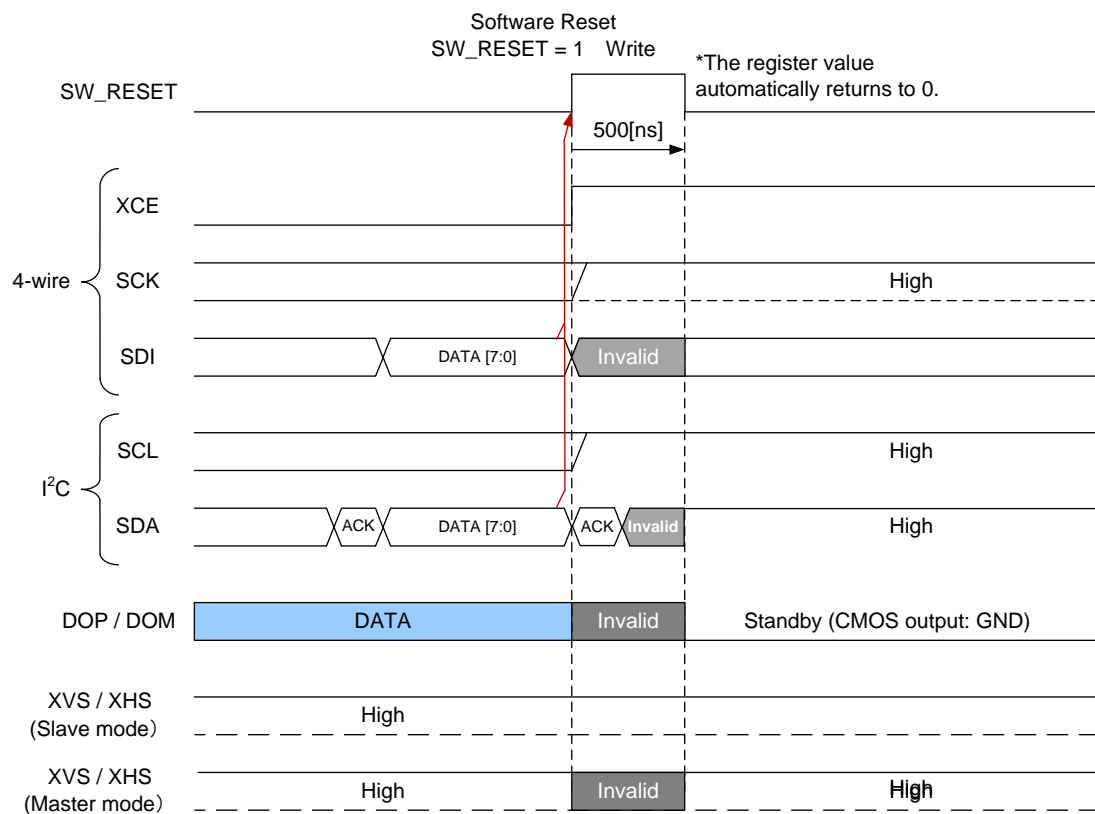 Software Reset
SW_RESET = 1 Write
*The register value
automatically returns to 0.
SW_RESET
500[ns]
XCE
4-wire
SCK
High
SDI
DATA [7:0]
Invalid
SCL
High
I²C
SDA
ACK
DATA [7:0]
ACK
Invalid
High
DOP / DOM
DATA
Invalid
Standby (CMOS output: GND)
XVS / XHS
(Slave mode)
High
XVS / XHS
(Master mode)
High
Invalid
High
High